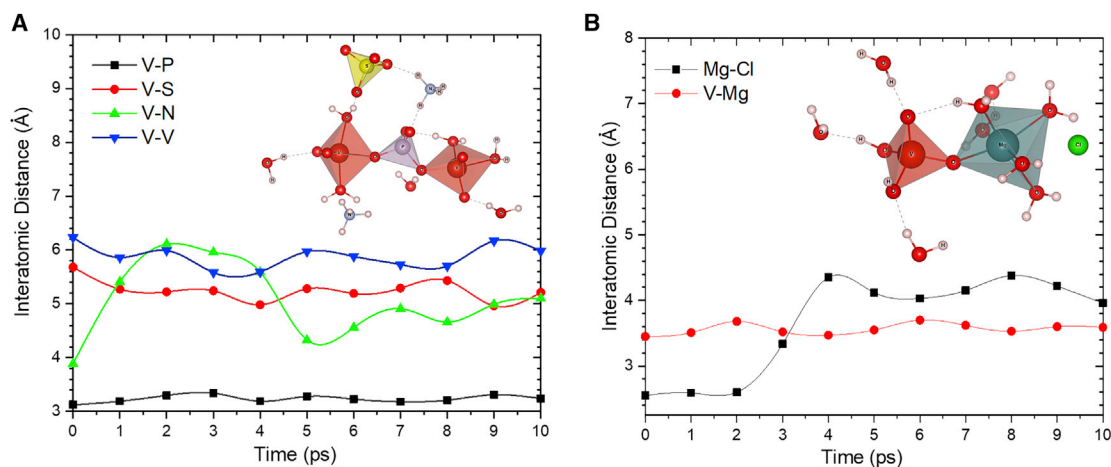 A
10
9
8
7
6
5
4
3
Interatomic Distance (Å)
V-P
V-S
V-N
V-V
S
N
P
V
N
0 1 2 3 4 5 6 7 8 9 10
Time (ps)
B
8
7
6
5
4
3
Interatomic Distance (Å)
Mg-Cl
V-Mg
V
Mg
Cl
0 1 2 3 4 5 6 7 8 9 10
Time (ps)